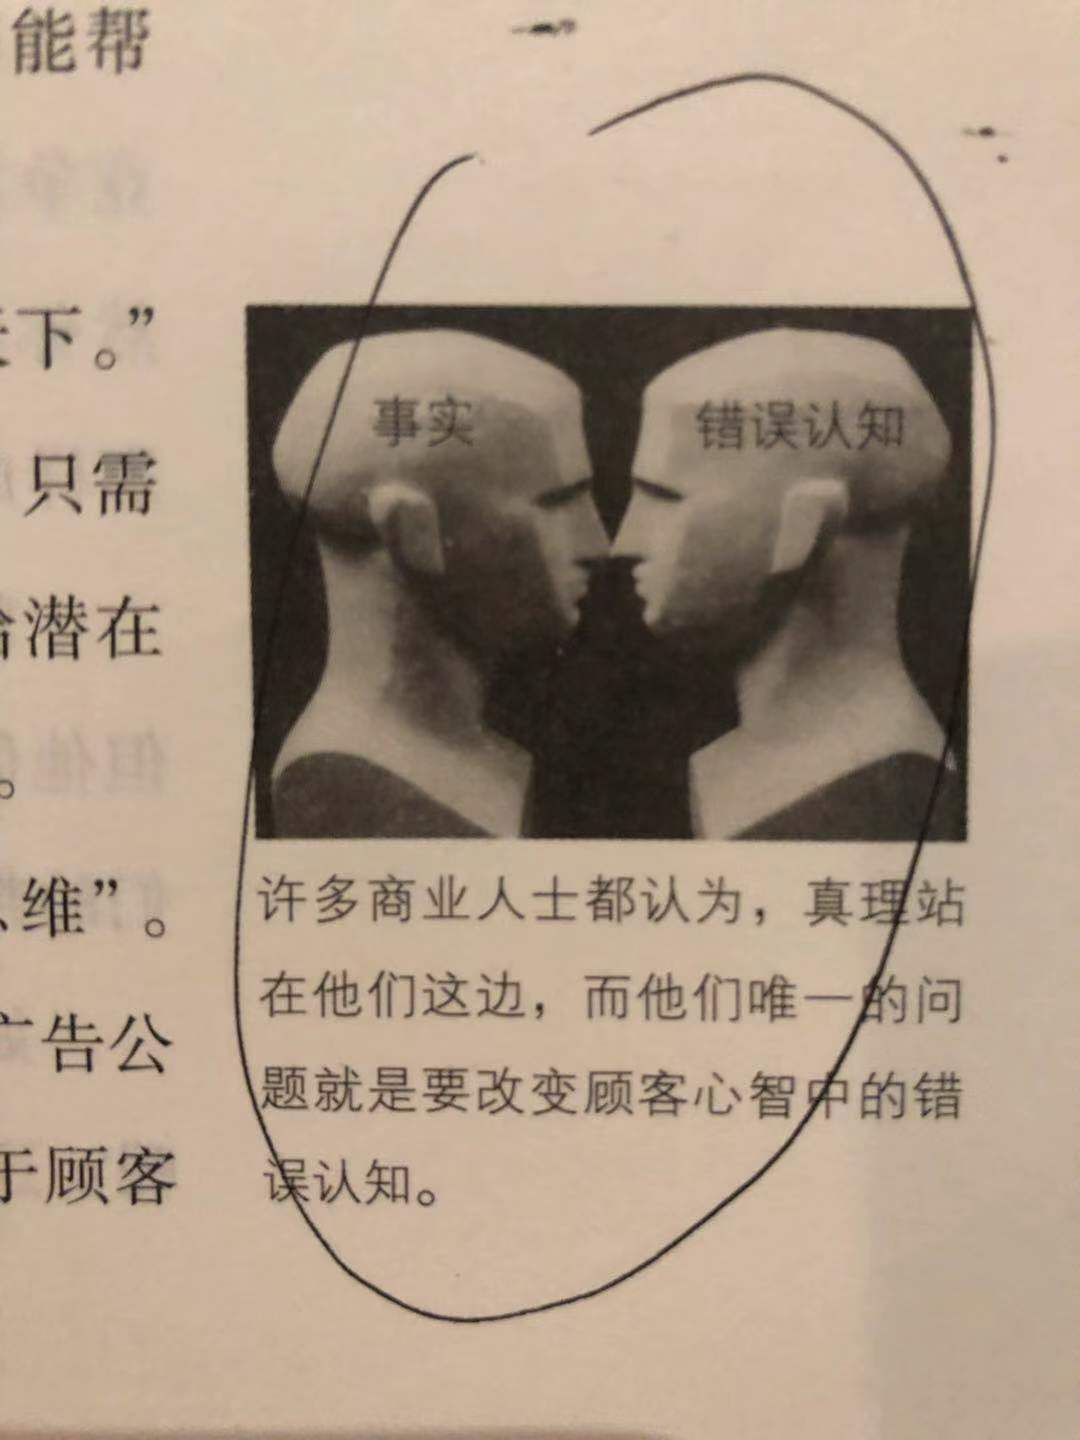 能帮
下。”
只需
潜在
。
维”。
告公
于顾客
事实
错误认知
许多商业人士都认为，真理站
在他们这边，而他们唯一的问
题就是要改变顾客心智中的错
误认知。